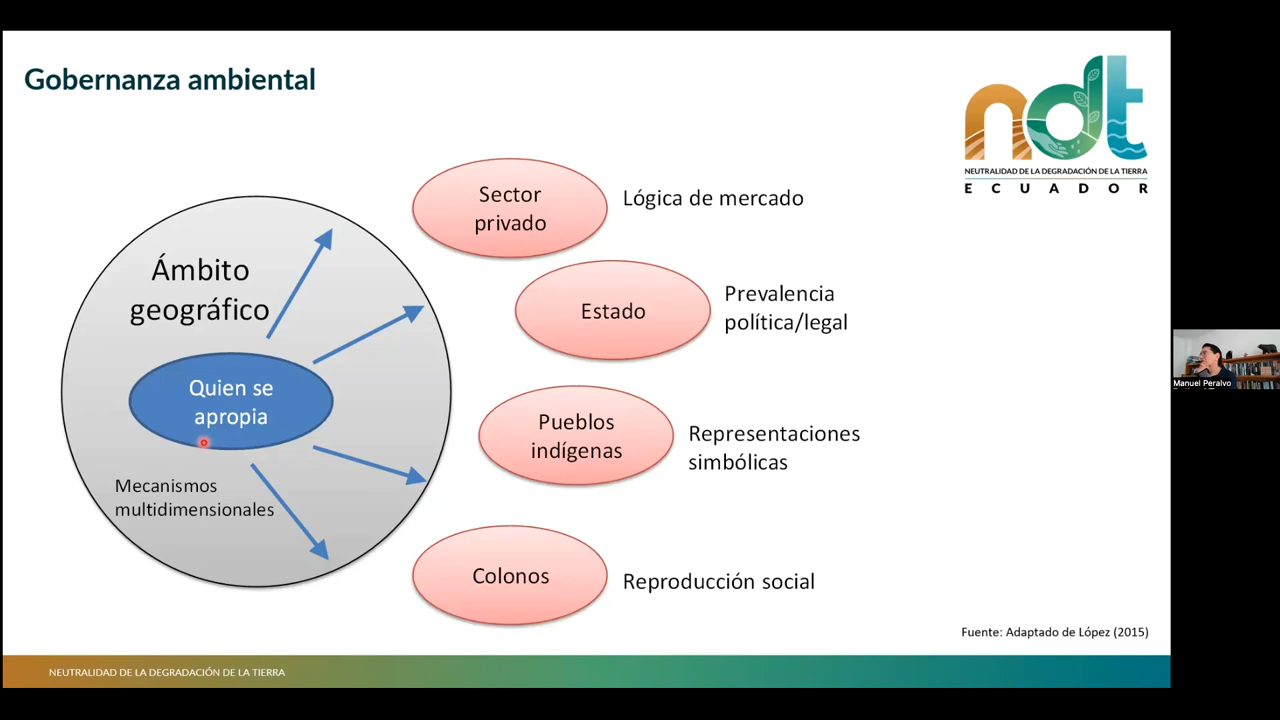 Gobernanza ambiental
ndt
NEUTRALIDAD DE LA DEGRADACIÓN DE LA TIERRA
ECUADOR
Sector
privado
Lógica de mercado
Ámbito
geográfico
Estado
Prevalencia
política/legal
Quien se
apropia
Pueblos
indígenas
Representaciones
simbólicas
Mecanismos
multidimensionales
Colonos
Reproducción social
Fuente: Adaptado de López (2015)
NEUTRALIDAD DE LA DEGRADACIÓN DE LA TIERRA
Manuel Peralvo